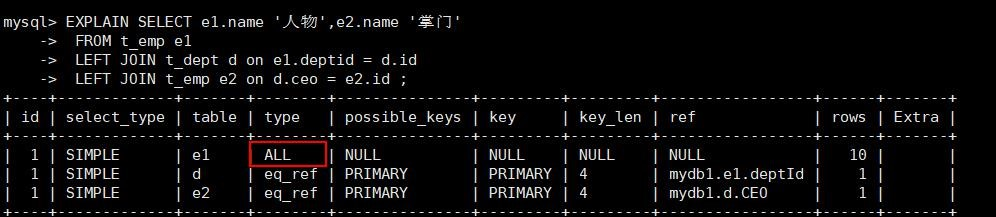 mysql> EXPLAIN SELECT e1.name '人物',e2.name '掌门'
    ->  FROM t_emp e1
    ->  LEFT JOIN t_dept d on e1.deptid = d.id
    ->  LEFT JOIN t_emp e2 on d.ceo = e2.id ;
+----+-------------+-------+--------+---------------+---------+---------+-----------------+------+-------+
| id | select_type | table | type   | possible_keys | key     | key_len | ref             | rows | Extra |
+----+-------------+-------+--------+---------------+---------+---------+-----------------+------+-------+
|  1 | SIMPLE      | e1    | ALL    | NULL          | NULL    | NULL    | NULL            |   10 |       |
|  1 | SIMPLE      | d     | eq_ref | PRIMARY       | PRIMARY | 4       | mydb1.e1.deptId |    1 |       |
|  1 | SIMPLE      | e2    | eq_ref | PRIMARY       | PRIMARY | 4       | mydb1.d.CEO     |    1 |       |
+----+-------------+-------+--------+---------------+---------+---------+-----------------+------+-------+